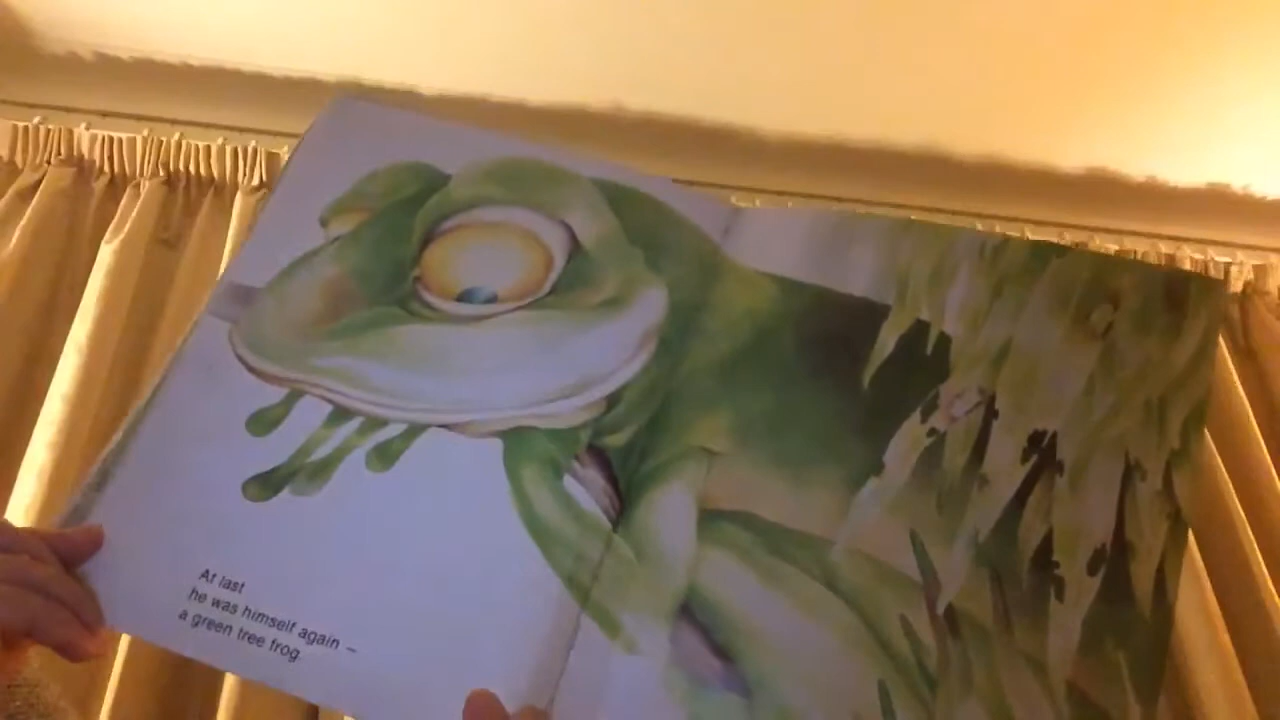 At last
he was himself again –
a green tree frog.